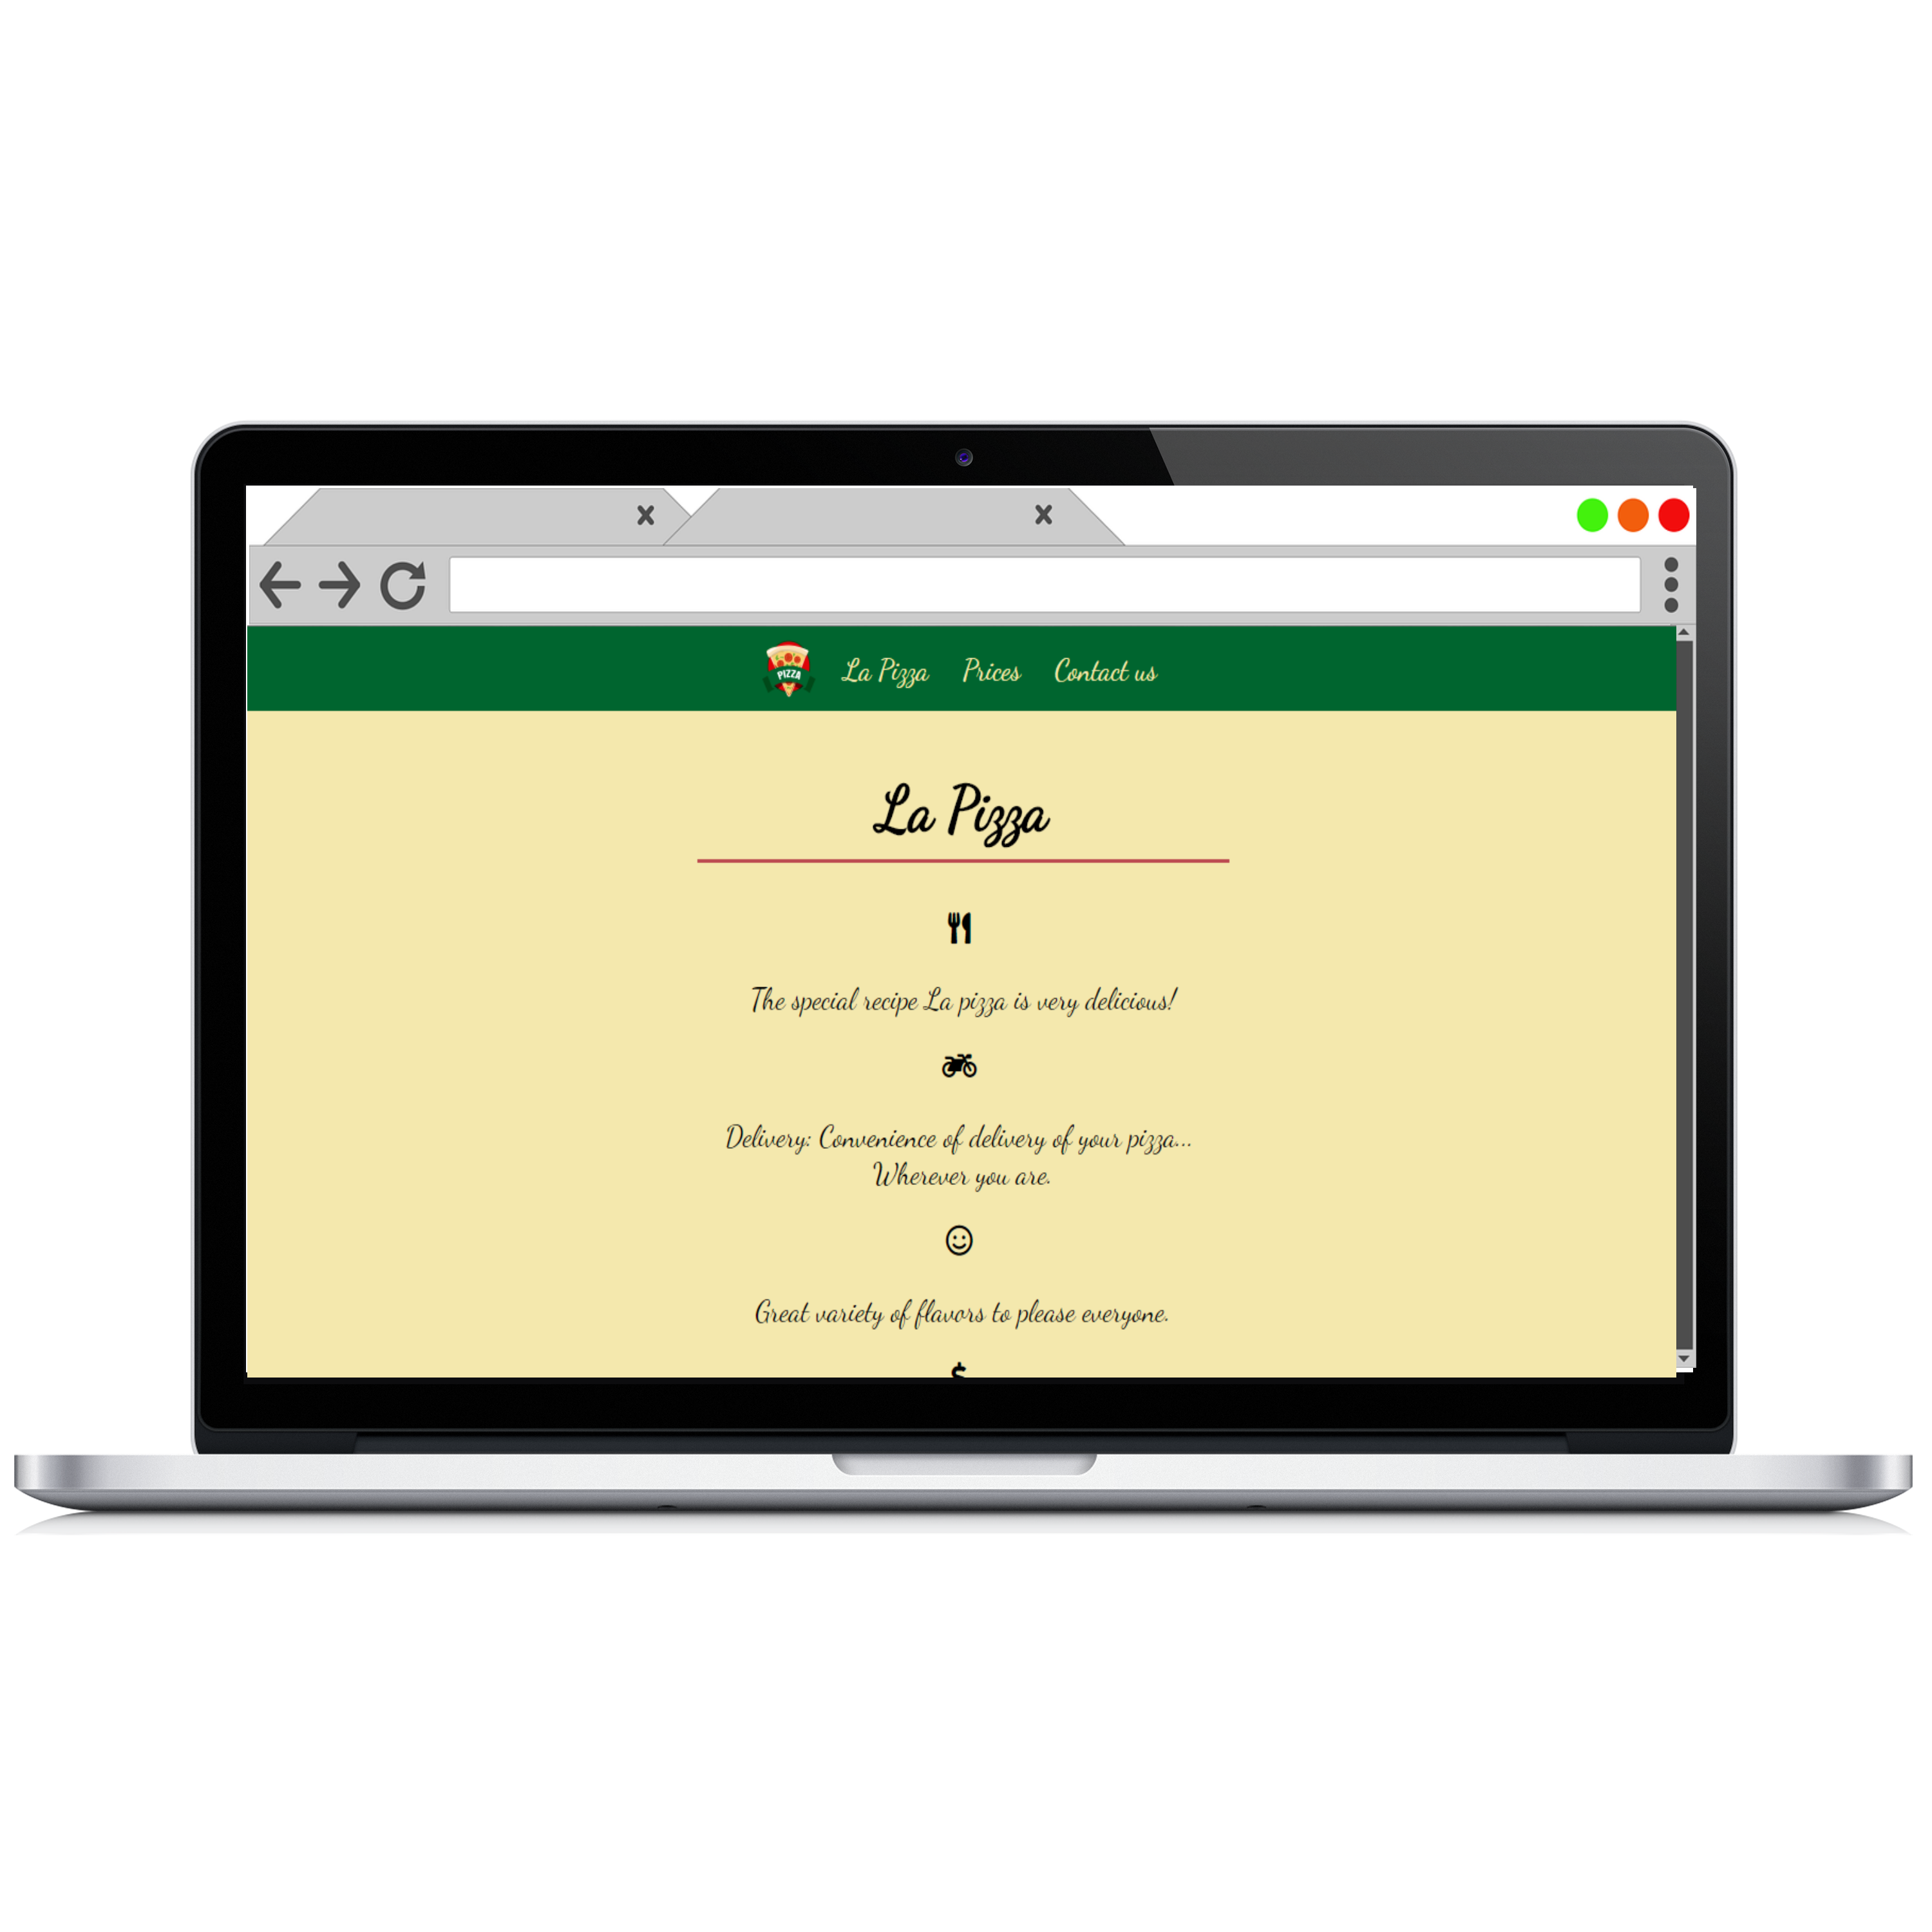 PIZZA
La Pizza Prices Contact us
La Pizza
The special recipe La pizza is very delicious!
Delivery: Convenience of delivery of your pizza...
Wherever you are.
Great variety of flavors to please everyone.
$